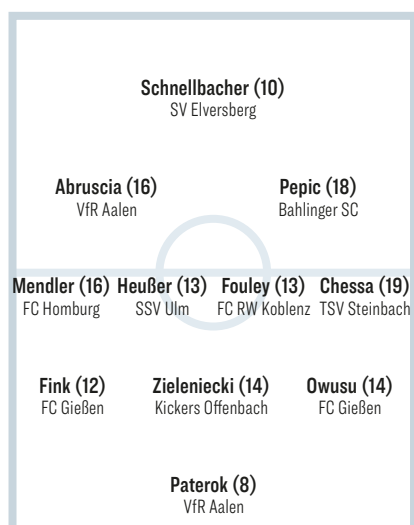 Schnellbacher (10)
SV Elversberg
Abruscia (16) Pepic (18)
VfR Aalen Bahlinger SC
Mendler (16) Heußer (13) Fouley (13) Chessa (19)
FC Homburg SSV Ulm FC RW Koblenz TSV Steinbach
Fink (12) Zieleniecki (14) Owusu (14)
FC Gießen Kickers Offenbach FC Gießen
Paterok (8)
VfR Aalen